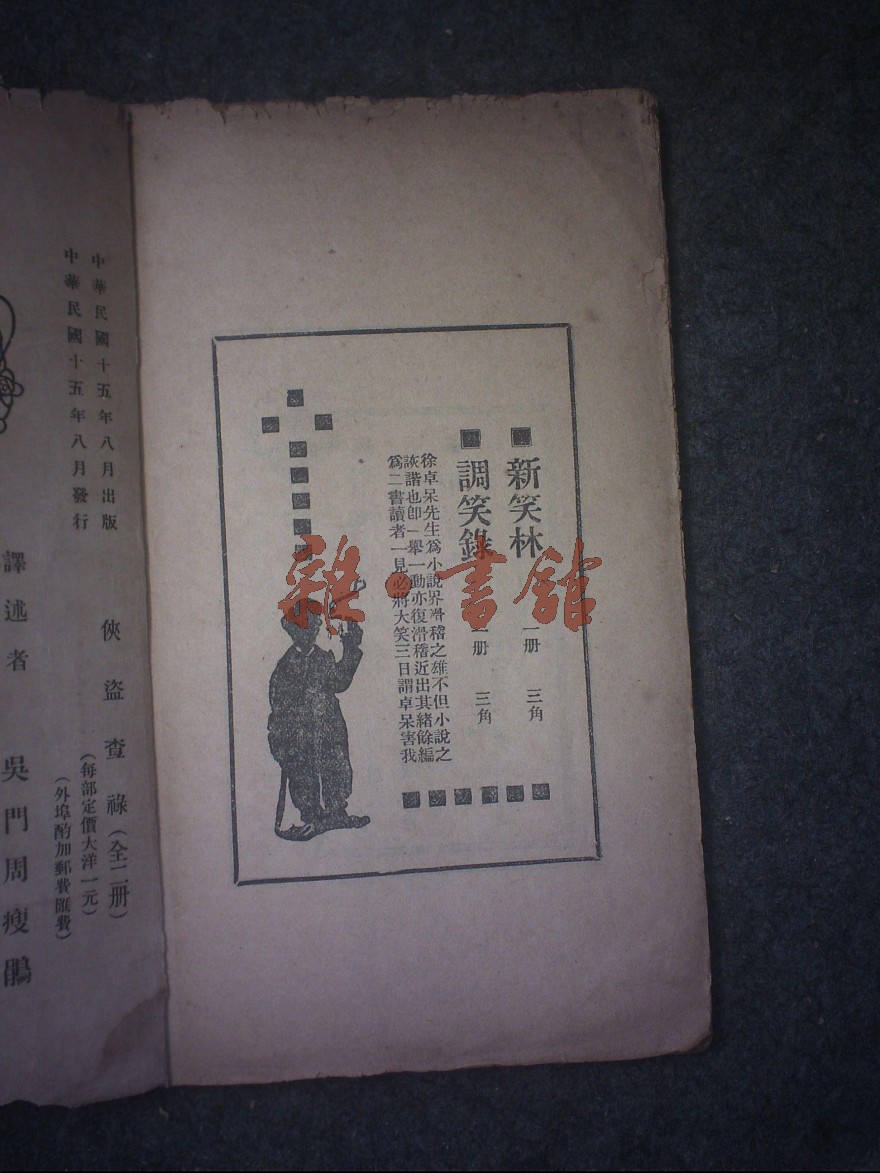 新笑林 一册 三角
調笑錄 一册 三角
徐卓呆先生爲小說界滑稽之雄不但小說之
詼諧也卽一舉一動亦復滑稽近出其緒餘編
爲二書讀者一見必將大笑三日謂卓呆害我
雜·書館
中華民國十五年八月出版
中華民國十五年八月發行
俠盜查祿（全二册）
（每部定價大洋一元）
（外埠酌加郵費匯費）
譯述者 吳門周瘦鵑